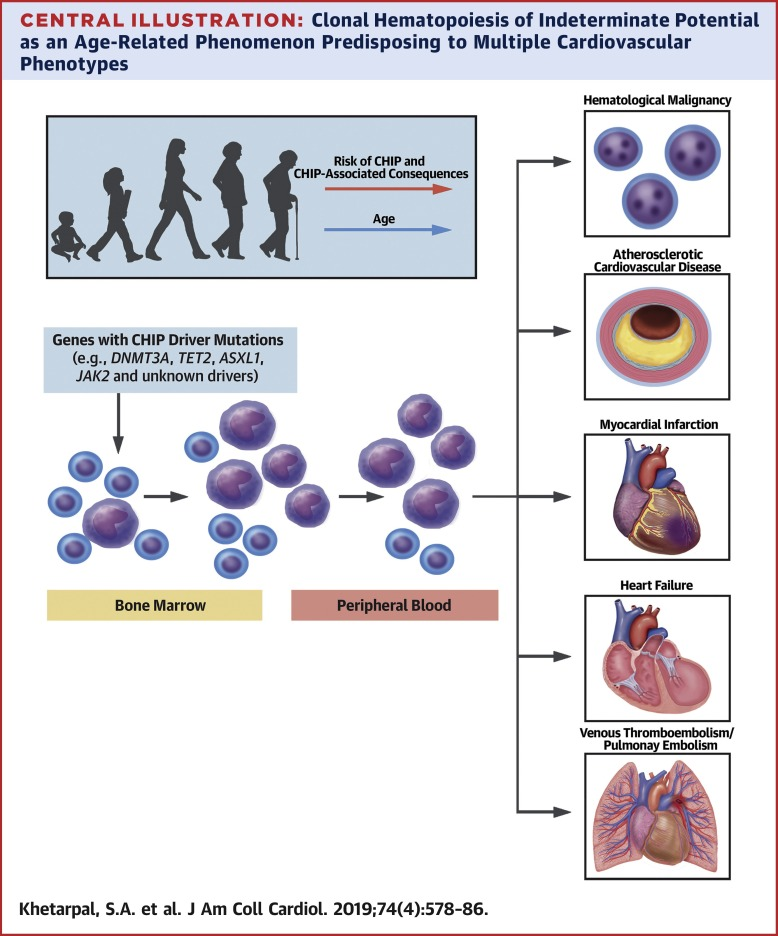 CENTRAL ILLUSTRATION: Clonal Hematopoiesis of Indeterminate Potential
as an Age-Related Phenomenon Predisposing to Multiple Cardiovascular
Phenotypes
Risk of CHIP and
CHIP-Associated Consequences
Age
Genes with CHIP Driver Mutations
(e.g., DNMT3A, TET2, ASXL1,
JAK2 and unknown drivers)
Bone Marrow
Peripheral Blood
Hematological Malignancy
Atherosclerotic
Cardiovascular Disease
Myocardial Infarction
Heart Failure
Venous Thromboembolism/
Pulmonay Embolism
Khetarpal, S.A. et al. J Am Coll Cardiol. 2019;74(4):578–86.